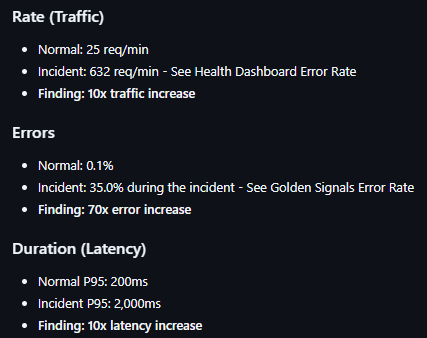 Rate (Traffic)
• Normal: 25 req/min
• Incident: 632 req/min - See Health Dashboard Error Rate
• Finding: 10x traffic increase
Errors
• Normal: 0.1%
• Incident: 35.0% during the incident - See Golden Signals Error Rate
• Finding: 70x error increase
Duration (Latency)
• Normal P95: 200ms
• Incident P95: 2,000ms
• Finding: 10x latency increase